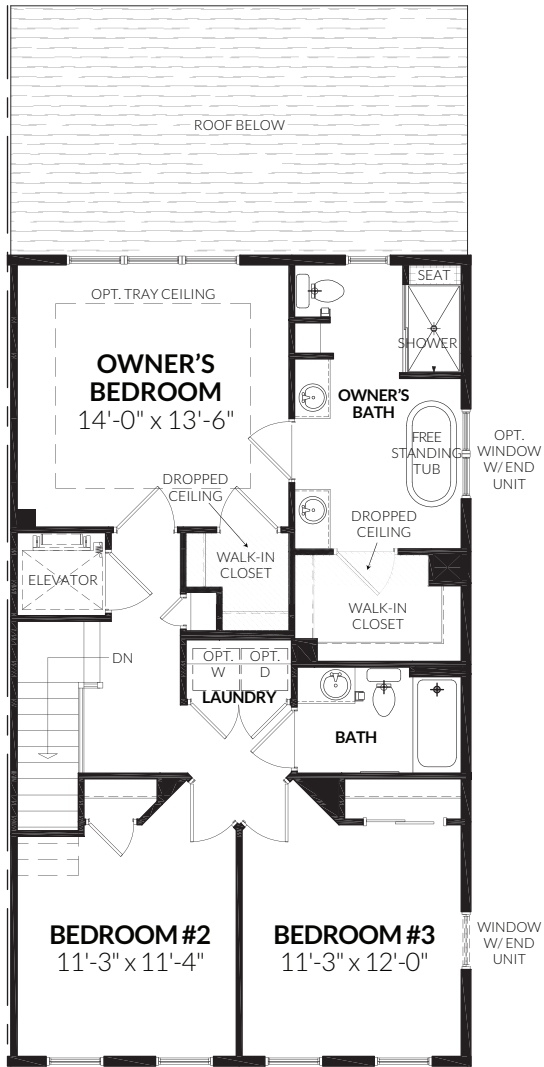 ROOF BELOW
SEAT
OPT. TRAY CEILING
SHOWER
OWNER'S
BEDROOM
14'-0" x 13'-6"
OWNER'S
BATH
FREE
STANDING
TUB
OPT.
WINDOW
W/ END
UNIT
DROPPED
CEILING
DROPPED
CEILING
WALK-IN
CLOSET
ELEVATOR
WALK-IN
CLOSET
DN
OPT.
W
OPT.
D
LAUNDRY
BATH
BEDROOM #2
11'-3" x 11'-4"
BEDROOM #3
11'-3" x 12'-0"
WINDOW
W/ END
UNIT